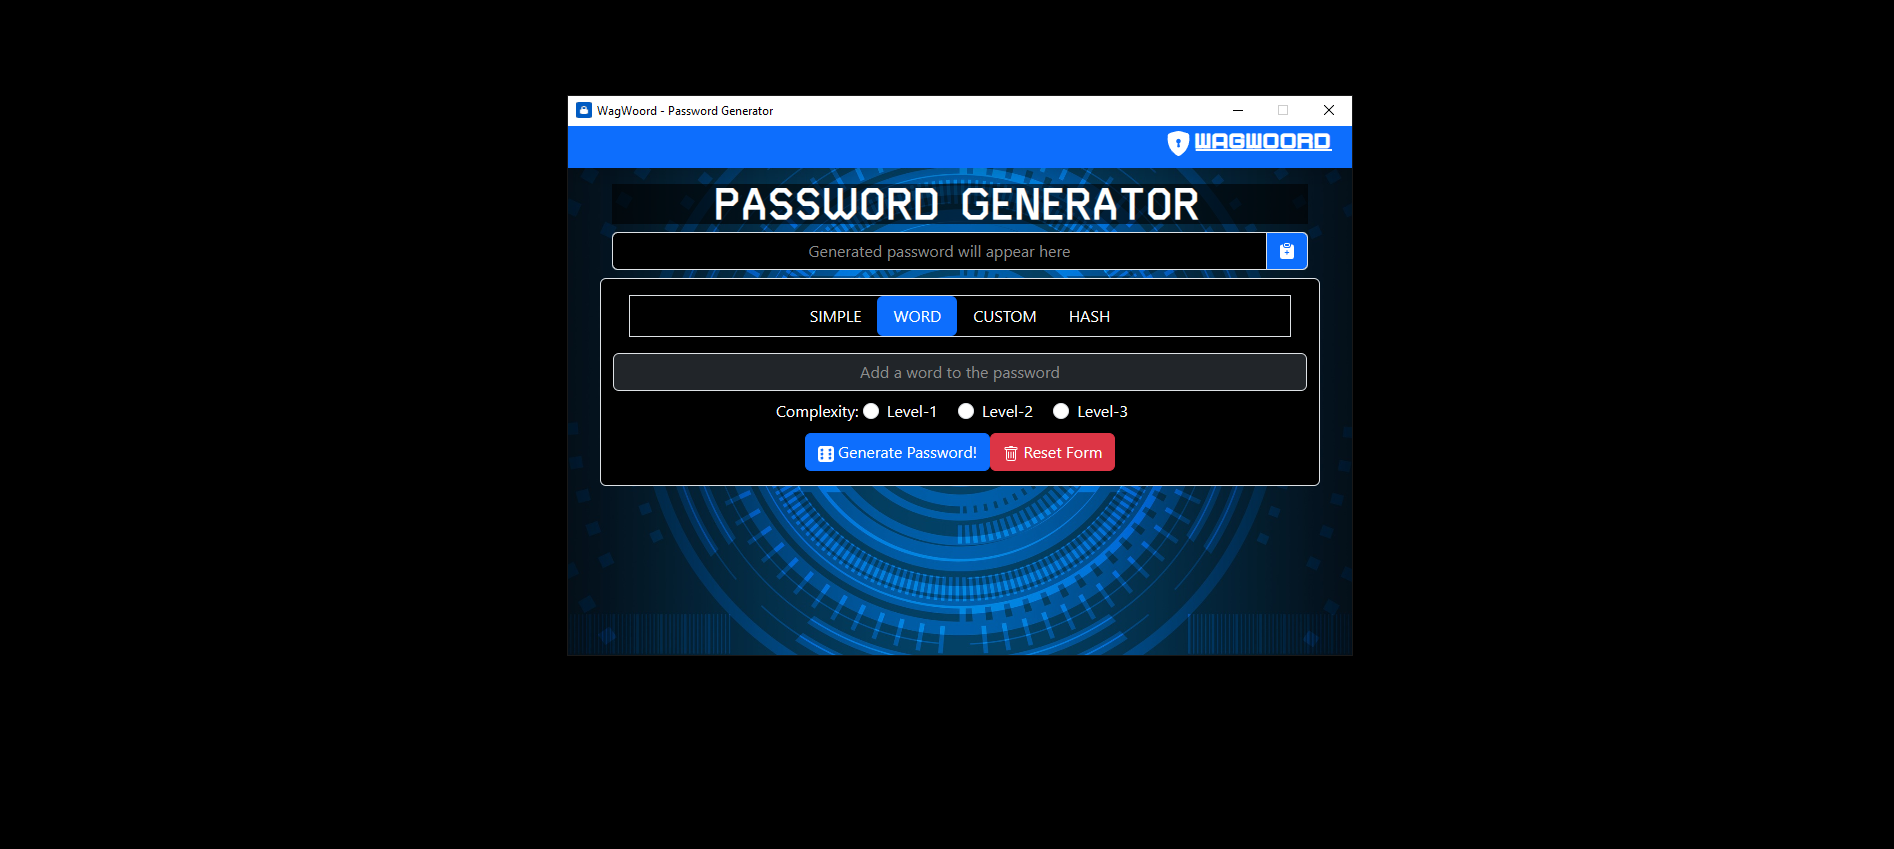 WagWoord - Password Generator
WAGWOORD
PASSWORD GENERATOR
Generated password will appear here
SIMPLE WORD CUSTOM HASH
Add a word to the password
Complexity: Level-1 Level-2 Level-3
Generate Password! Reset Form